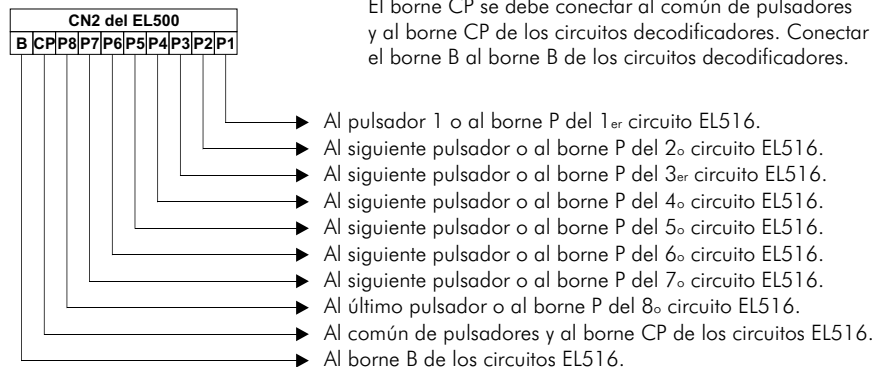 El borne CP se debe conectar al común de pulsadores
y al borne CP de los circuitos decodificadores. Conectar
el borne B al borne B de los circuitos decodificadores.
CN2 del EL500
B CP P8 P7 P6 P5 P4 P3 P2 P1
Al pulsador 1 o al borne P del 1er circuito EL516.
Al siguiente pulsador o al borne P del 2o circuito EL516.
Al siguiente pulsador o al borne P del 3er circuito EL516.
Al siguiente pulsador o al borne P del 4o circuito EL516.
Al siguiente pulsador o al borne P del 5o circuito EL516.
Al siguiente pulsador o al borne P del 6o circuito EL516.
Al siguiente pulsador o al borne P del 7o circuito EL516.
Al último pulsador o al borne P del 8o circuito EL516.
Al común de pulsadores y al borne CP de los circuitos EL516.
Al borne B de los circuitos EL516.